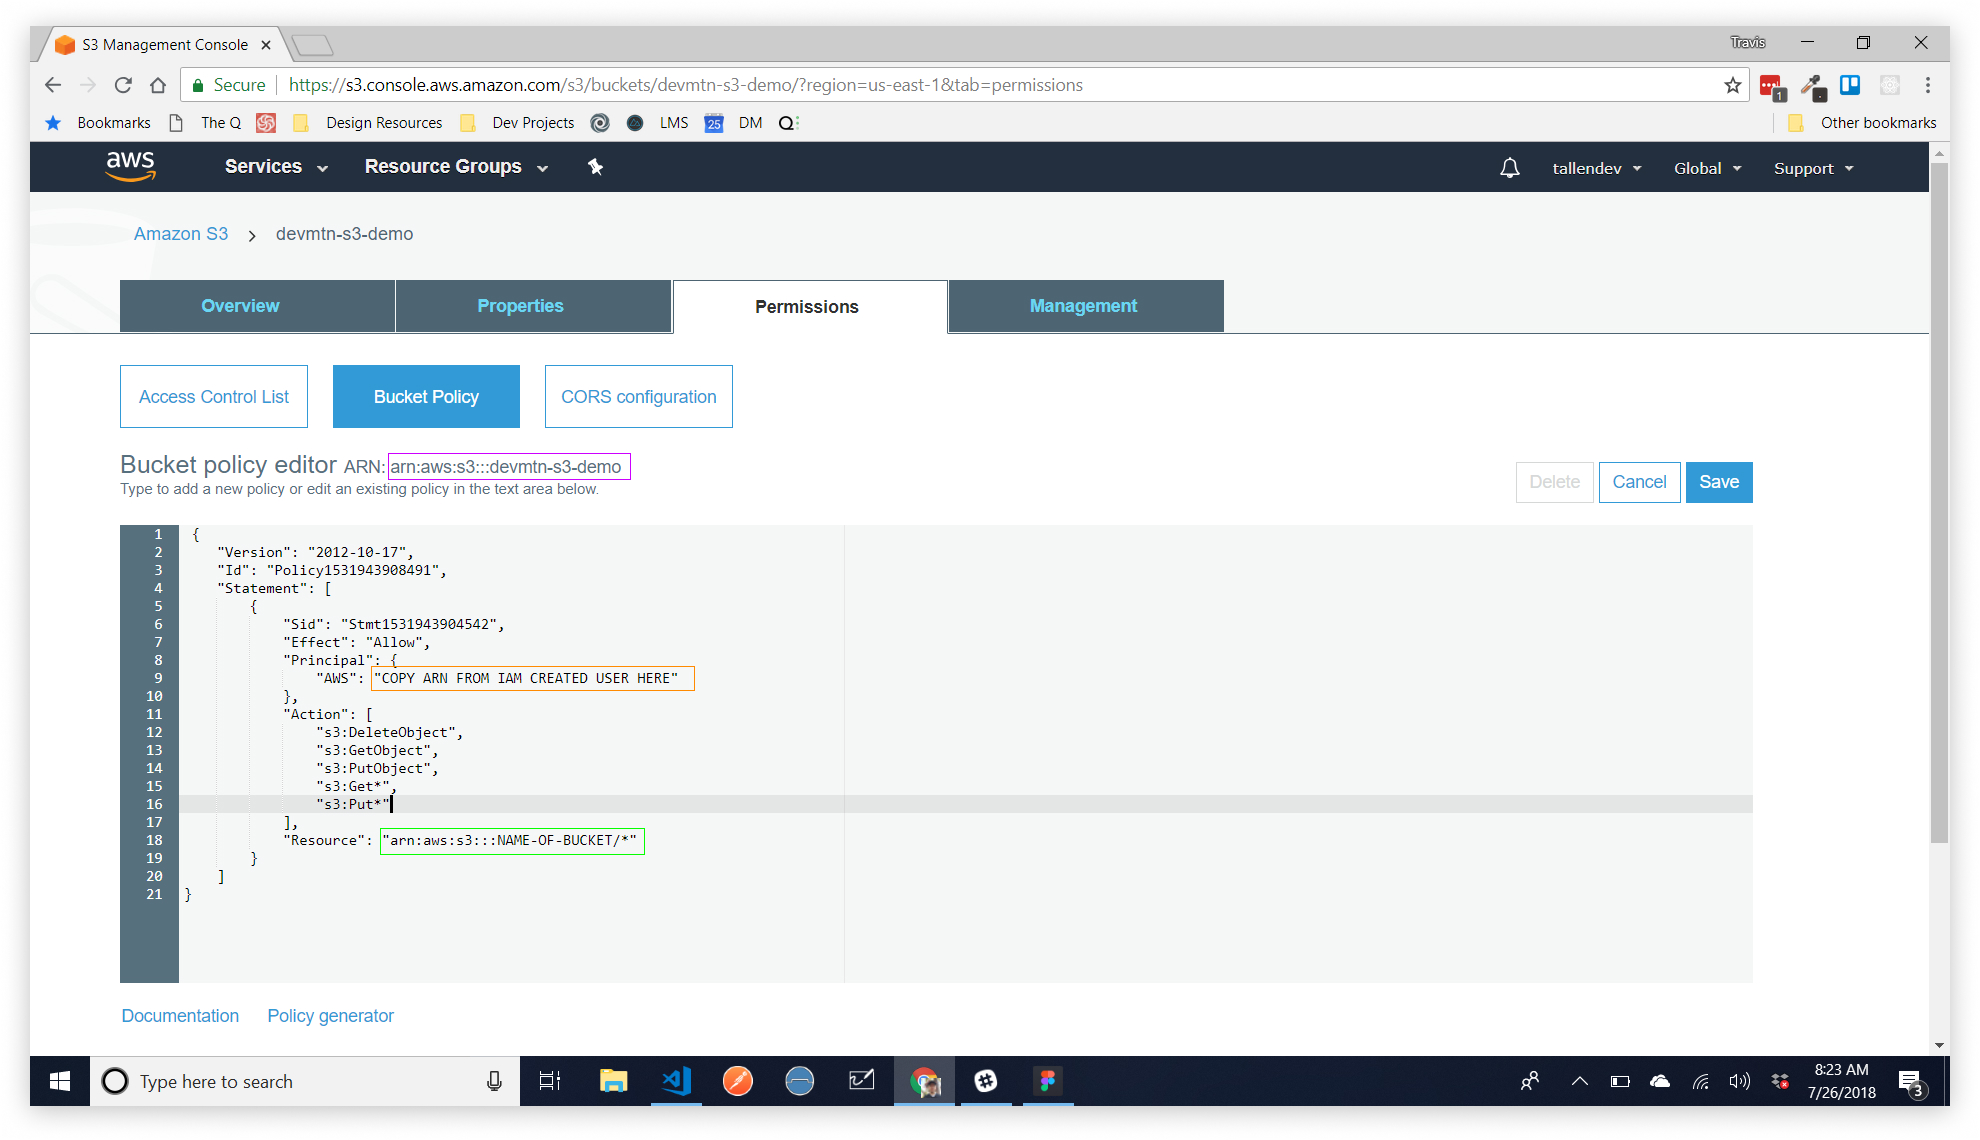 S3 Management Console
Travis
Secure https://s3.console.aws.amazon.com/s3/buckets/devmtn-s3-demo/?region=us-east-1&tab=permissions
1
Bookmarks The Q Design Resources Dev Projects LMS 25 DM Q Other bookmarks
aws Services Resource Groups tallendev Global Support
Amazon S3 > devmtn-s3-demo
Overview Properties Permissions Management
Access Control List Bucket Policy CORS configuration
Bucket policy editor ARN: arn:aws:s3:::devmtn-s3-demo
Type to add a new policy or edit an existing policy in the text area below.
Delete Cancel Save
1 {
2 "Version": "2012-10-17",
3 "Id": "Policy1531943908491",
4 "Statement": [
5 {
6 "Sid": "Stmt1531943904542",
7 "Effect": "Allow",
8 "Principal": {
9 "AWS": "COPY ARN FROM IAM CREATED USER HERE"
10 },
11 "Action": [
12 "s3:DeleteObject",
13 "s3:GetObject",
14 "s3:PutObject",
15 "s3:Get*",
16 "s3:Put*"
17 ],
18 "Resource": "arn:aws:s3:::NAME-OF-BUCKET/*"
19 }
20 ]
21 }
Documentation Policy generator
Type here to search
8:23 AM
7/26/2018
3